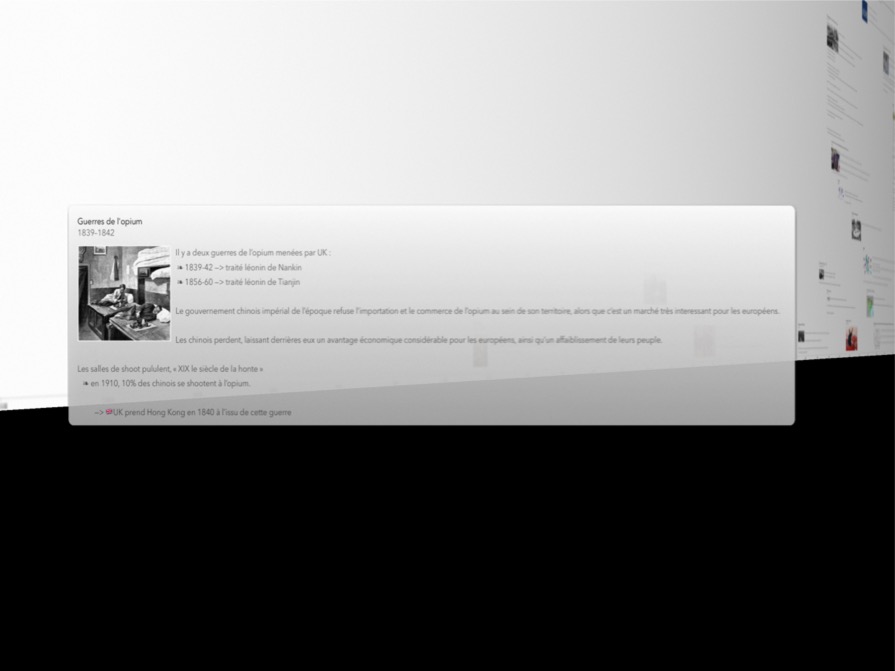 Guerres de l'opium
1839-1842
Il y a deux guerres de l'opium menées par UK :
❧ 1839-42 –> traité léonin de Nankin
❧ 1856-60 –> traité léonin de Tianjin
Le gouvernement chinois impérial de l'époque refuse l'importation et le commerce de l'opium au sein de son territoire, alors que c'est un marché très interessant pour les européens.
Les chinois perdent, laissant derrières eux un avantage économique considérable pour les européens, ainsi qu'un affaiblissement de leurs peuple.
Les salles de shoot pululent, « XIX le siècle de la honte »
❧ en 1910, 10% des chinois se shootent à l'opium.
–> 🇬🇧UK prend Hong Kong en 1840 à l'issu de cette guerre